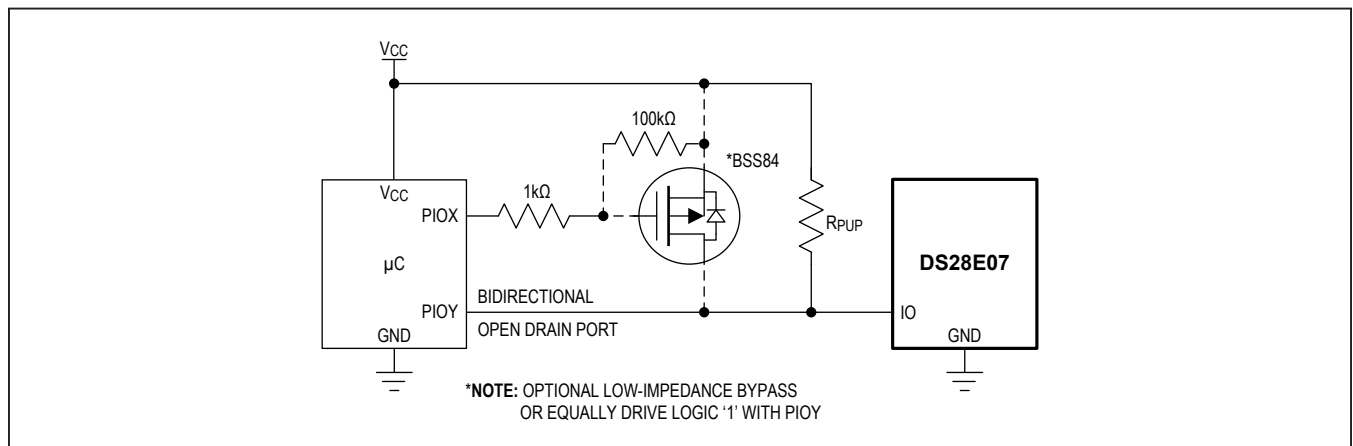 VCC
100kΩ
*BSS84
1kΩ
VCC
PIOX
µC
PIOY
GND
BIDIRECTIONAL
OPEN DRAIN PORT
RPUP
DS28E07
IO
GND
*NOTE: OPTIONAL LOW-IMPEDANCE BYPASS
OR EQUALLY DRIVE LOGIC ‘1’ WITH PIOY